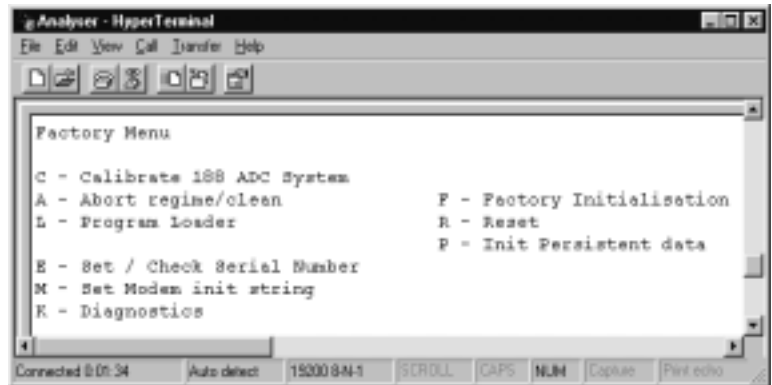 Analyser - HyperTerminal
File Edit View Call Transfer Help
Factory Menu
C - Calibrate 188 ADC System
A - Abort regime/clean F - Factory Initialisation
L - Program Loader R - Reset
P - Init Persistent data
E - Set / Check Serial Number
M - Set Modem init string
K - Diagnostics
Connected 0:01:34 Auto detect 19200 8-N-1 SCROLL CAPS NUM Capture Print echo